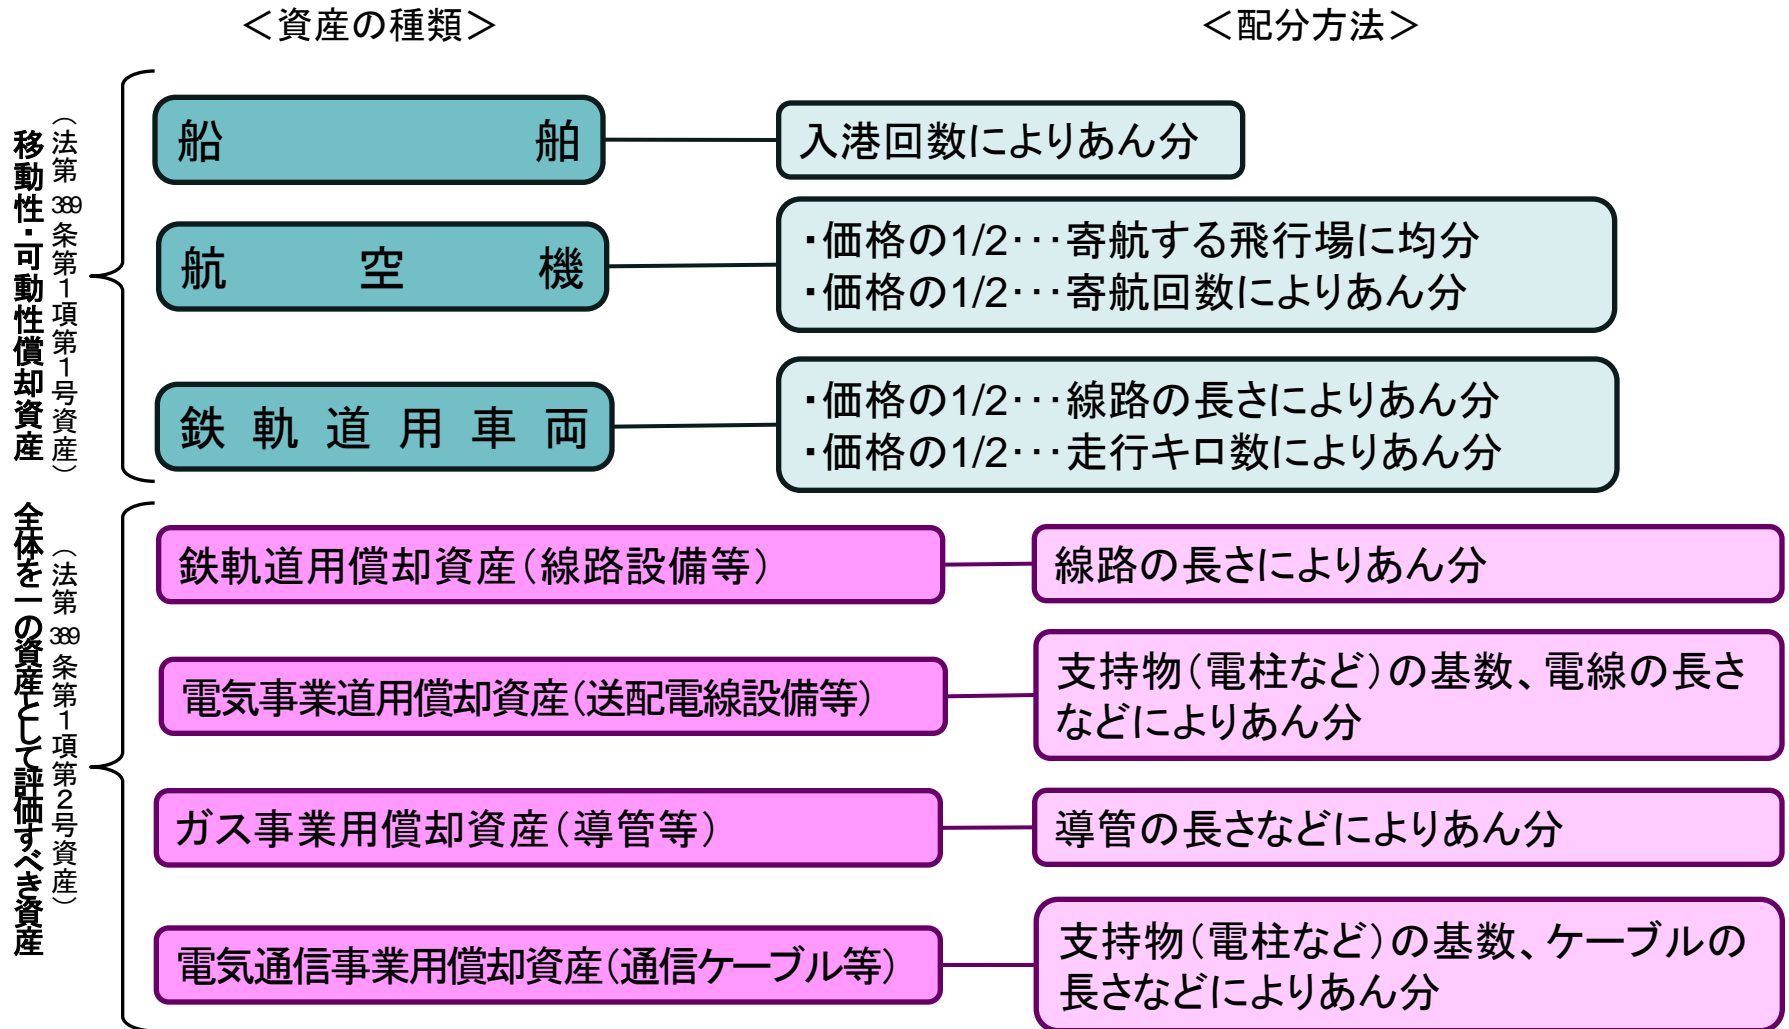 ＜資産の種類＞
＜配分方法＞
移動性・可動性償却資産
（法第389条第１項第１号資産）
船舶
入港回数によりあん分
航空機
・価格の1/2･･･寄航する飛行場に均分
・価格の1/2･･･寄航回数によりあん分
鉄軌道用車両
・価格の1/2･･･線路の長さによりあん分
・価格の1/2･･･走行キロ数によりあん分
全体を一の資産として評価すべき資産
（法第389条第１項第２号資産）
鉄軌道用償却資産（線路設備等）
線路の長さによりあん分
電気事業道用償却資産（送配電線設備等）
支持物（電柱など）の基数、電線の長さ
などによりあん分
ガス事業用償却資産（導管等）
導管の長さなどによりあん分
電気通信事業用償却資産（通信ケーブル等）
支持物（電柱など）の基数、ケーブルの
長さなどによりあん分